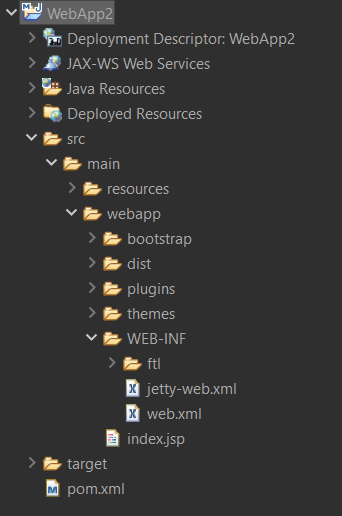 WebApp2
Deployment Descriptor: WebApp2
JAX-WS Web Services
Java Resources
Deployed Resources
src
main
resources
webapp
bootstrap
dist
plugins
themes
WEB-INF
ftl
jetty-web.xml
web.xml
index.jsp
target
pom.xml